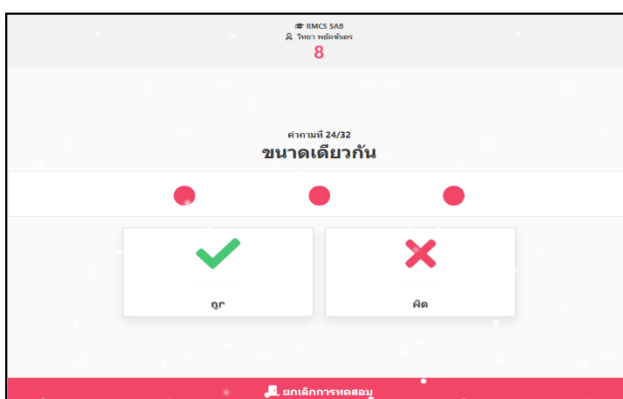 RMCS SAB
วิทยา พยัคฆันตร
8
คำถามที่ 24/32
ขนาดเดียวกัน
ถูก
ผิด
ยกเลิกการทดสอบ